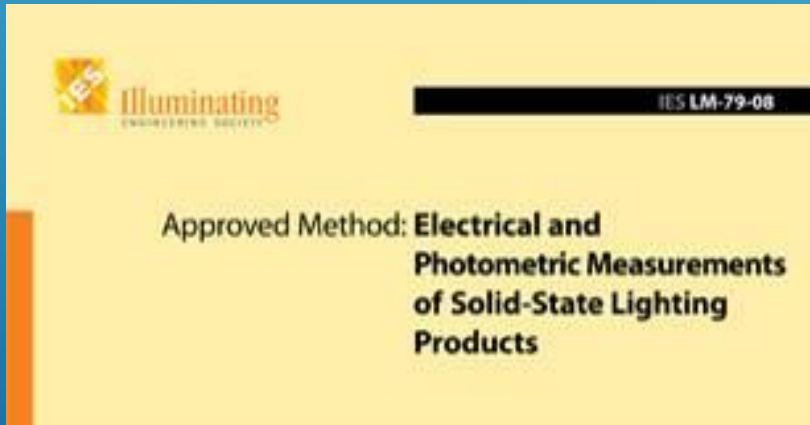 IES
Illuminating
ENGINEERING SOCIETY
IES LM-79-08
Approved Method: Electrical and
Photometric Measurements
of Solid-State Lighting
Products